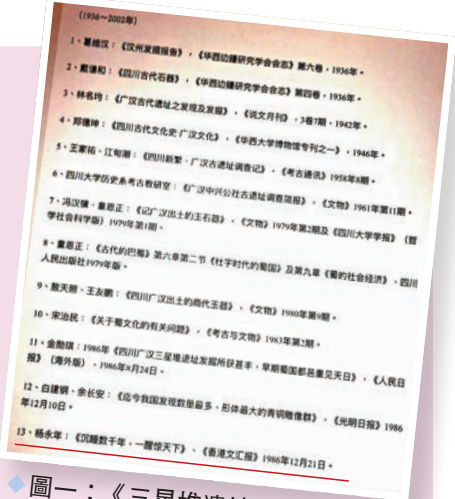 (1936～2002年)
1、葛维汉：《汉州发掘报告》，《华西边疆研究学会会志》第六卷，1936年。
2、戴谦和：《四川古代石器》，《华西边疆研究学会会志》第四卷，1936年。
3、林名均：《广汉古代遗址之发现及发掘》，《说文月刊》，3卷7期，1942年。
4、郑德坤：《四川古代文化史·广汉文化》，《华西大学博物馆专刊之一》，1946年。
5、王家祐、江甸潮：《四川新繁、广汉古遗址调查记》，《考古通讯》1958年8期。
6、四川大学历史系考古教研室：《广汉中兴公社古遗址调查简报》，《文物》1961年第11期。
7、冯汉骥、童恩正：《记广汉出土的玉石器》，《文物》1979年第2期及《四川大学学报》（哲
学社会科学版）1979年第1期。
8、童恩正：《古代的巴蜀》第六章第二节《杜宇时代的蜀国》及第九章《蜀的社会经济》，四川
人民出版社1979年版。
9、敖天照、王友鹏：《四川广汉出土的商代玉器》，《文物》1980年第9期。
10、宋治民：《关于蜀文化的有关问题》，《考古与文物》1983年第2期。
11、金勋琪：1986年《四川广汉三星堆遗址发掘所获甚丰，早期蜀国都邑重见天日》，《人民日
报》（海外版），1986年8月24日。
12、白建钢、余长安：《迄今我国发现数量最多、形体最大的青铜雕像群》，《光明日报》1986
年12月10日。
13、杨永年：《沉睡数千年，一醒惊天下》、《香港文汇报》1986年12月21日。
◆圖一：《三星堆遺址